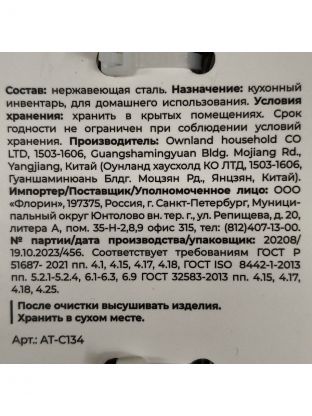 Состав: нержавеющая сталь. Назначение: кухонный
инвентарь, для домашнего использования. Условия
хранения: хранить в крытых помещениях. Срок
годности не ограничен при соблюдении условий
хранения. Производитель: Ownland household CO
LTD, 1503-1606, Guangshamingyuan Bldg. Mojiang Rd.,
Yangjiang, Китай (Оунланд хаусхолд КО ЛТД, 1503-1606,
Гуаншаминюань Блдг. Моцзян Рд., Янцзян, Китай).
Импортер/Поставщик/Уполномоченное лицо: ООО
«Флорин», 197375, Россия, г. Санкт-Петербург, Муници-
пальный округ Юнтолово вн. тер. г., ул. Репищева, д. 20,
литера А, пом. 35-Н-2,8,9 офис 315, тел: (812)407-13-00.
№ партии/дата производства/упаковщик: 20208/
19.10.2023/456. Соответствует требованиям ГОСТ Р
51687- 2021 пп. 4.1, 4.15, 4.17, 4.18, ГОСТ ISO 8442-1-2013
пп. 5.2.1-5.2.4, 6.1-6.3, 6.9 ГОСТ 32583-2013 пп. 4.15, 4.17,
4.18, 4.25.
После очистки высушивать изделия.
Хранить в сухом месте.
Арт.: AT-C134